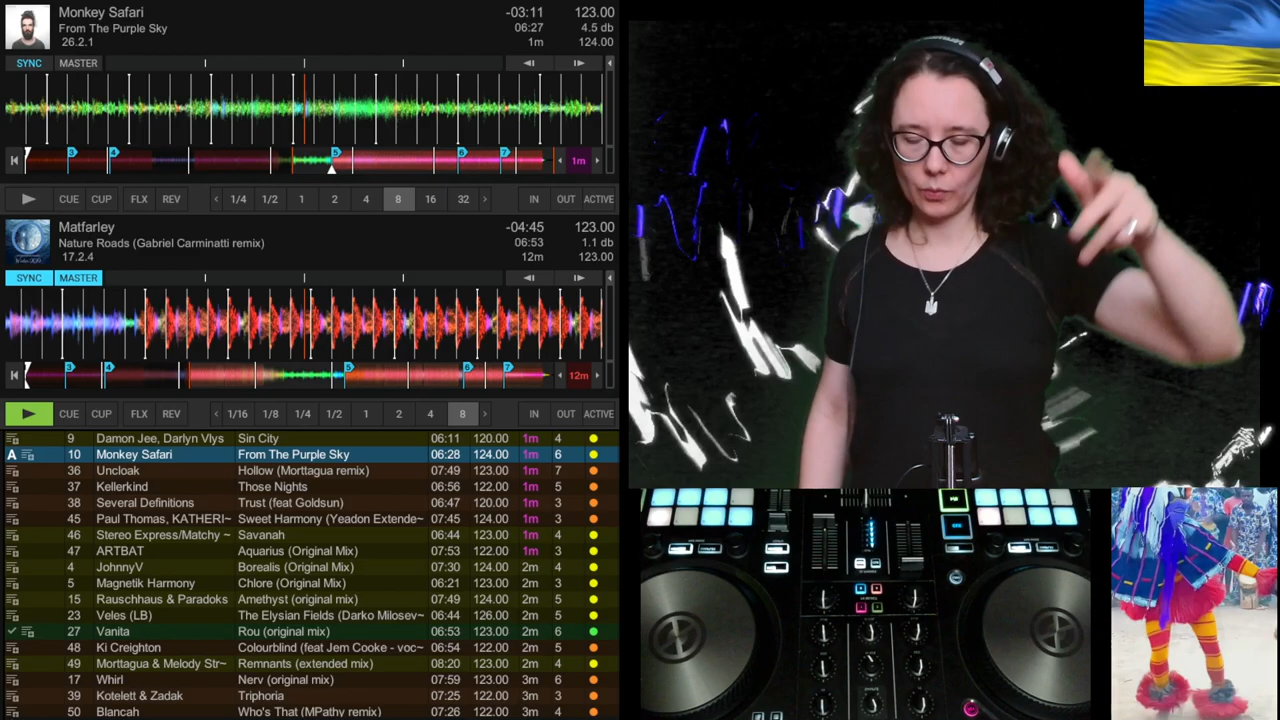 Monkey Safari -03:11 123.00
From The Purple Sky 06:27 4.5 db
26.2.1 1m 124.00
SYNC MASTER
3 4 5 6 7 1m
CUE CUP FLX REV 1/4 1/2 1 2 4 8 16 32 IN OUT ACTIVE
Matfarley -04:45 123.00
Nature Roads (Gabriel Carminatti remix) 06:53 1.1 db
17.2.4 12m 123.00
SYNC MASTER
3 4 5 6 7 12m
CUE CUP FLX REV 1/16 1/8 1/4 1/2 1 2 4 8 IN OUT ACTIVE
9 Damon Jee, Darlyn Vlys Sin City 06:11 120.00 1m 4
A 10 Monkey Safari From The Purple Sky 06:28 124.00 1m 6
36 Uncloak Hollow (Morttagua remix) 07:49 123.00 1m 7
37 Kellerkind Those Nights 06:56 122.00 1m 5
38 Several Definitions Trust (feat Goldsun) 06:47 120.00 1m 3
45 Paul Thomas, KATHERI~ Sweet Harmony (Yeadon Extende~ 07:45 124.00 1m 5
46 Stereo Express/Matchy ~ Savanah 06:44 123.00 1m 4
47 ARTBAT Aquarius (Original Mix) 07:53 122.00 1m 3
4 JohnnyV Borealis (Original Mix) 07:30 124.00 2m 4
5 Magnetik Harmony Chlore (Original Mix) 06:21 123.00 2m 3
15 Rauschhaus & Paradoks Amethyst (original mix) 07:49 123.00 2m 5
23 Veles (LB) The Elysian Fields (Darko Milosev~ 06:44 126.00 2m 3
27 Vanita Rou (original mix) 06:53 123.00 2m 6
48 Ki Creighton Colourblind (feat Jem Cooke - voc~ 06:54 122.00 2m 5
49 Morttagua & Melody Str~ Remnants (extended mix) 08:20 123.00 2m 4
17 Whirl Nerv (original mix) 07:59 123.00 3m 6
39 Kotelett & Zadak Triphoria 07:25 122.00 3m 3
50 Blancah Who's That (MPathy remix) 07:26 122.00 3m 4